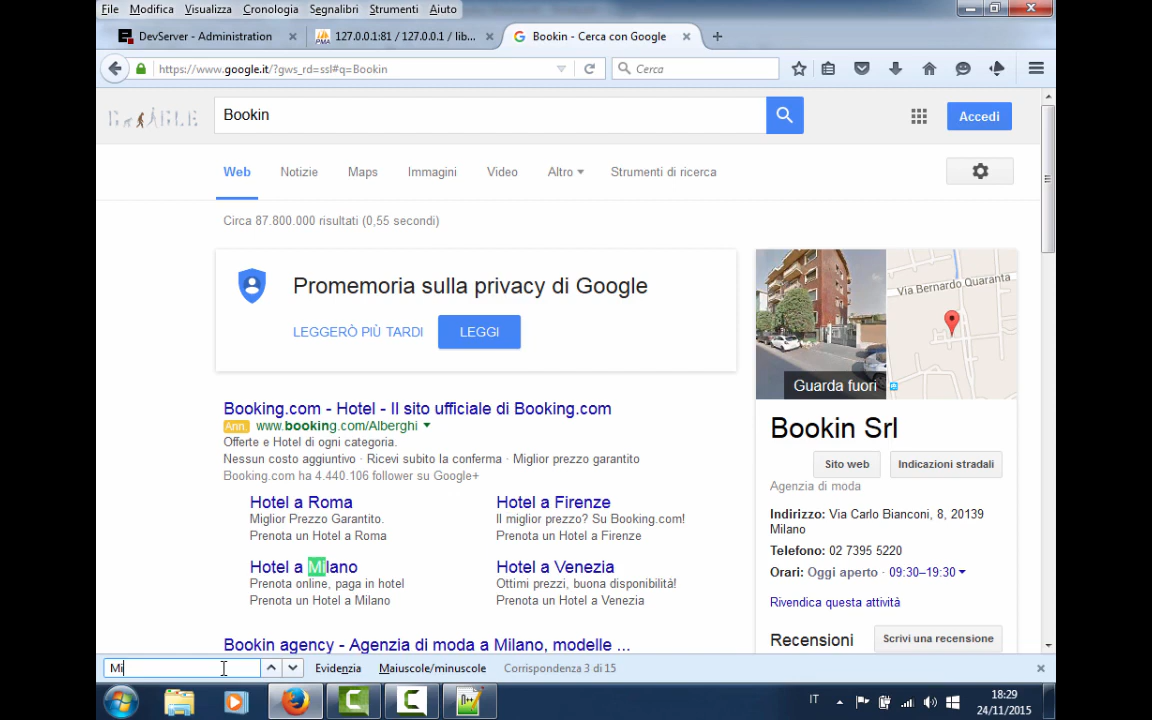 File Modifica Visualizza Cronologia Segnalibri Strumenti Aiuto
DevServer - Administration
127.0.0.1:81 / 127.0.0.1 / lib...
Bookin - Cerca con Google
https://www.google.it/?gws_rd=ssl#q=Bookin
Cerca
Bookin
Accedi
Web Notizie Maps Immagini Video Altro Strumenti di ricerca
Circa 87.800.000 risultati (0,55 secondi)
Promemoria sulla privacy di Google
LEGGERÒ PIÙ TARDI LEGGI
Booking.com - Hotel - Il sito ufficiale di Booking.com
Ann. www.booking.com/Alberghi
Offerte e Hotel di ogni categoria.
Nessun costo aggiuntivo · Ricevi subito la conferma · Miglior prezzo garantito
Booking.com ha 4.440.106 follower su Google+
Hotel a Roma
Miglior Prezzo Garantito.
Prenota un Hotel a Roma
Hotel a Firenze
Il miglior prezzo? Su Booking.com!
Prenota un Hotel a Firenze
Hotel a Milano
Prenota online, paga in hotel
Prenota un Hotel a Milano
Hotel a Venezia
Ottimi prezzi, buona disponibilità!
Prenota un Hotel a Venezia
Bookin agency - Agenzia di moda a Milano, modelle ...
Via Bernardo Quaranta
Guarda fuori
Bookin Srl
Sito web Indicazioni stradali
Agenzia di moda
Indirizzo: Via Carlo Bianconi, 8, 20139
Milano
Telefono: 02 7395 5220
Orari: Oggi aperto · 09:30–19:30
Rivendica questa attività
Recensioni Scrivi una recensione
Mi
Evidenzia Maiuscole/minuscole Corrispondenza 3 di 15
IT
18:29
24/11/2015